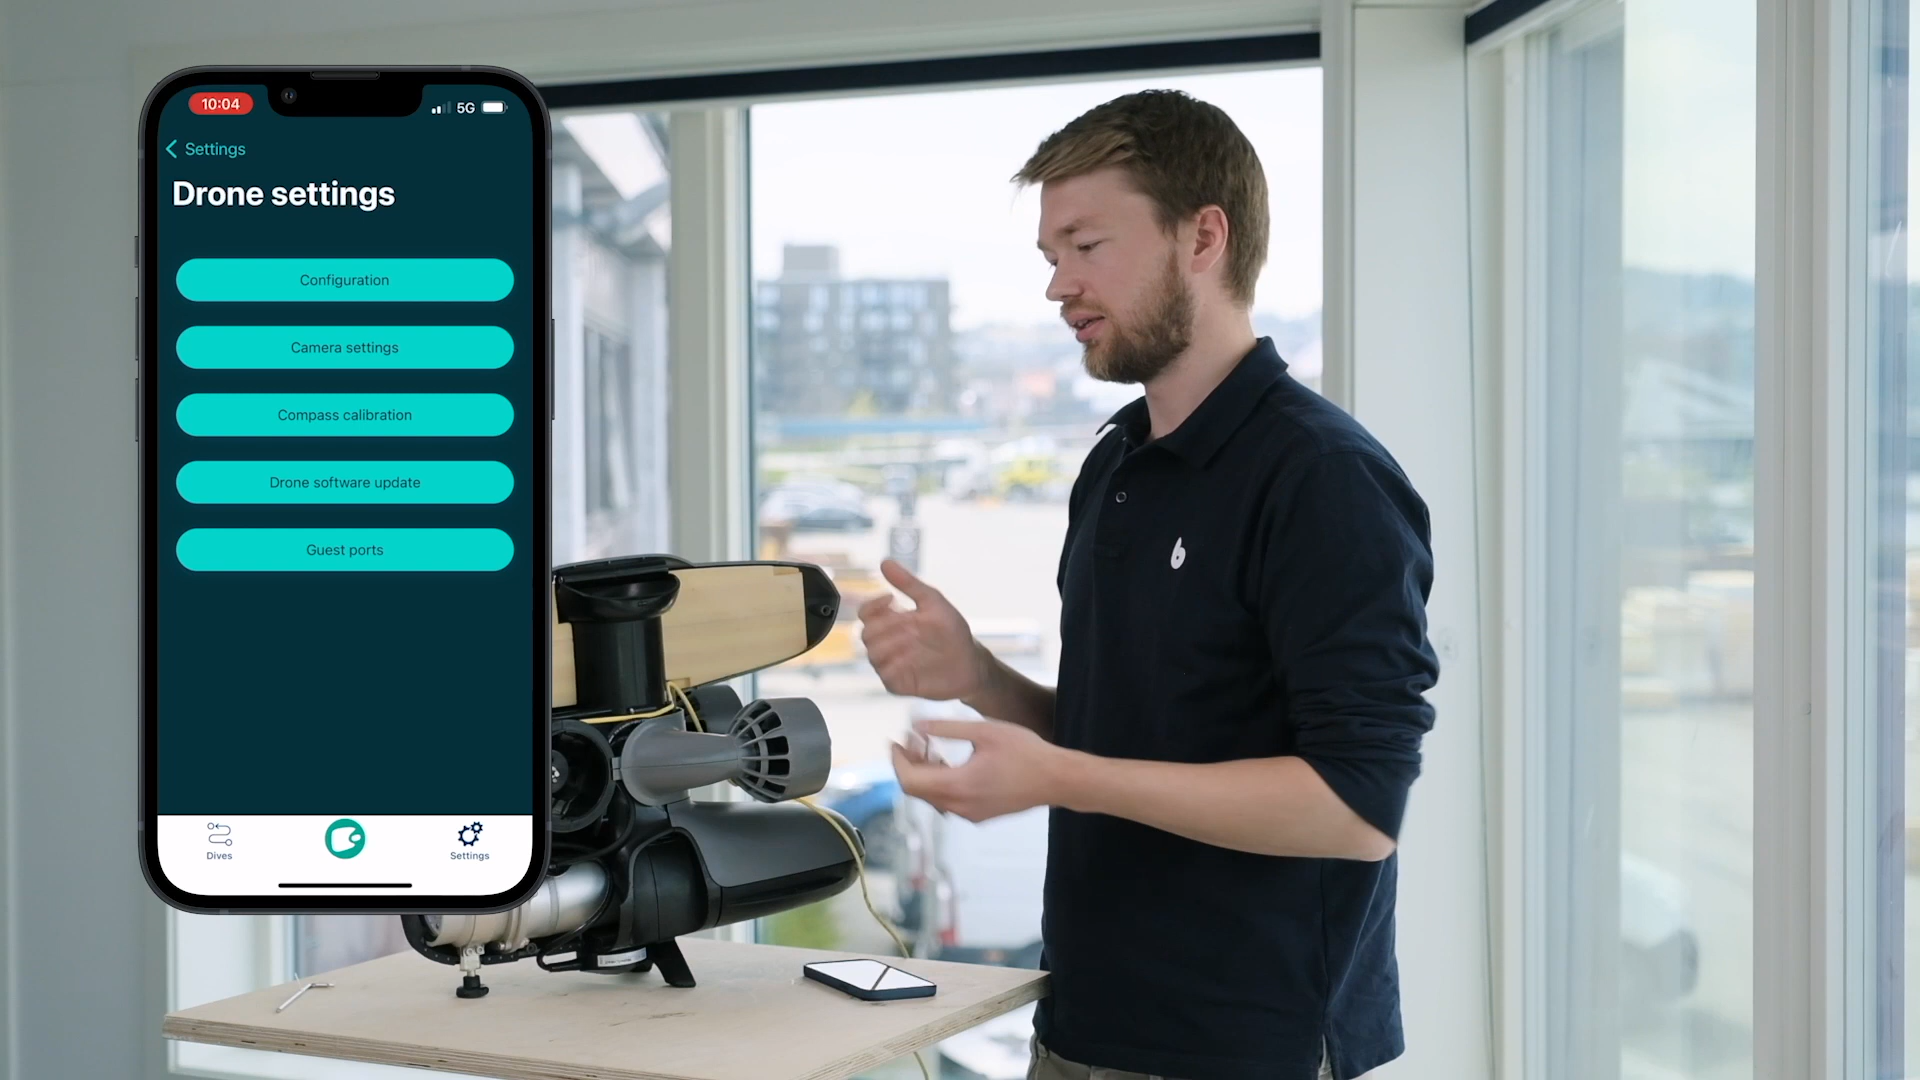 10:04
5G
Settings
Drone settings
Configuration
Camera settings
Compass calibration
Drone software update
Guest ports
Dives
Settings